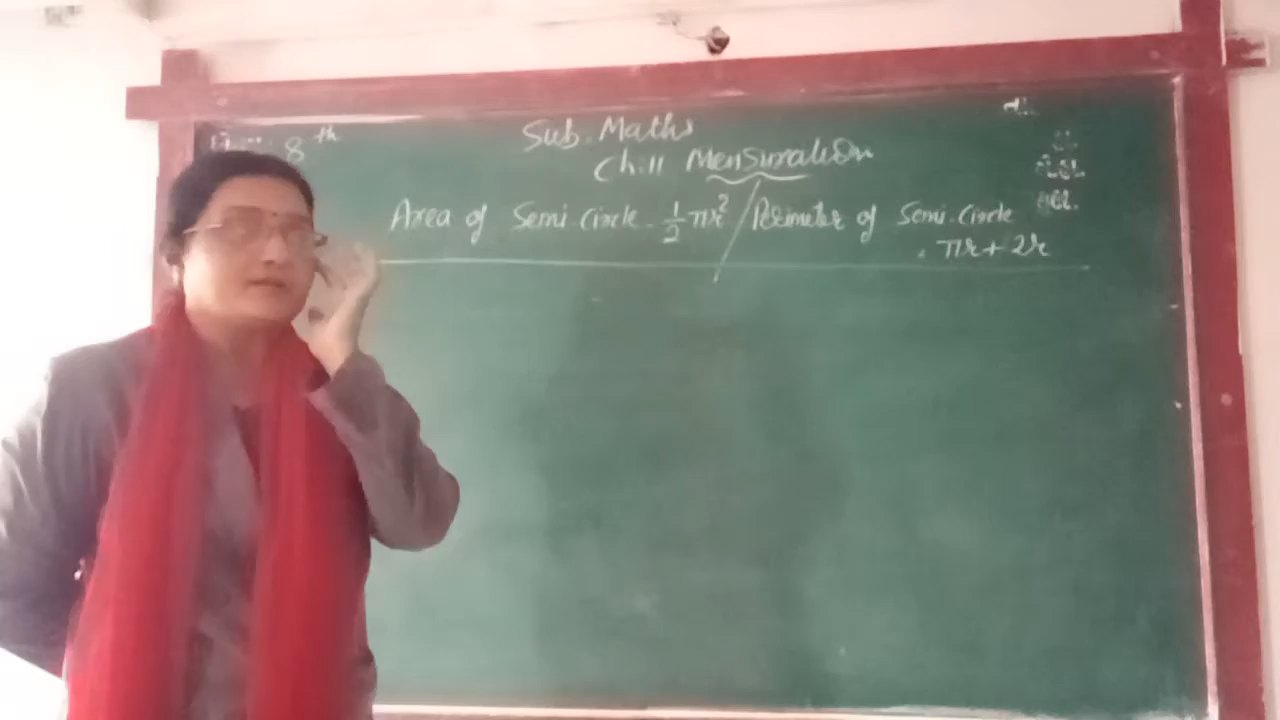 8th
Sub. Maths
Ch.11 Mensuration
Area of Semi-Circle - 1/2 πr² / Perimeter of Semi-Circle
= πr + 2r